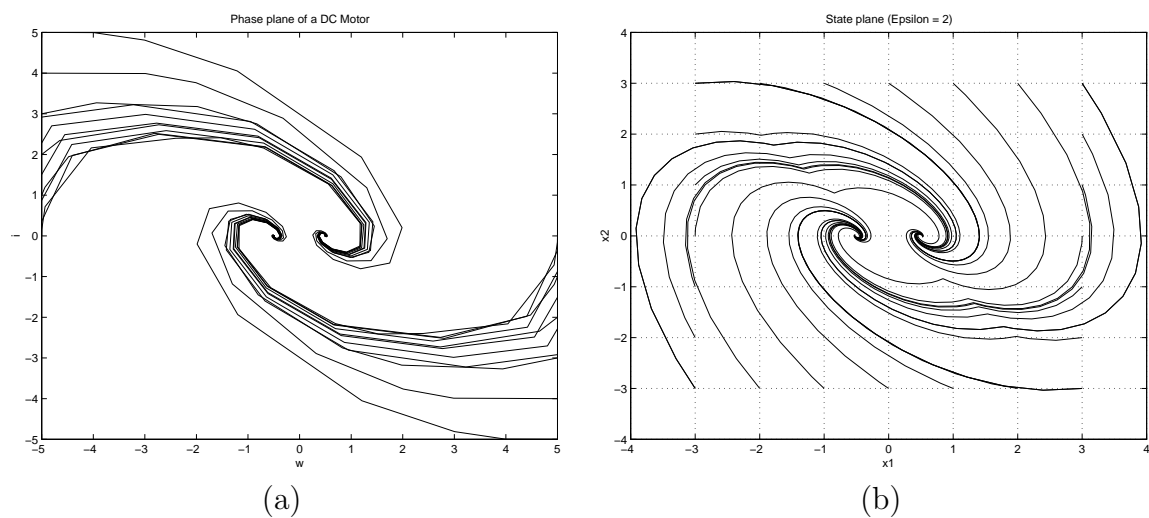 Phase plane of a DC Motor
5
4
3
2
1
0
−1
−2
−3
−4
−5
i
−5 −4 −3 −2 −1 0 1 2 3 4 5
w
(a)
State plane (Epsilon = 2)
4
3
2
1
0
−1
−2
−3
−4
x2
−4 −3 −2 −1 0 1 2 3 4
x1
(b)